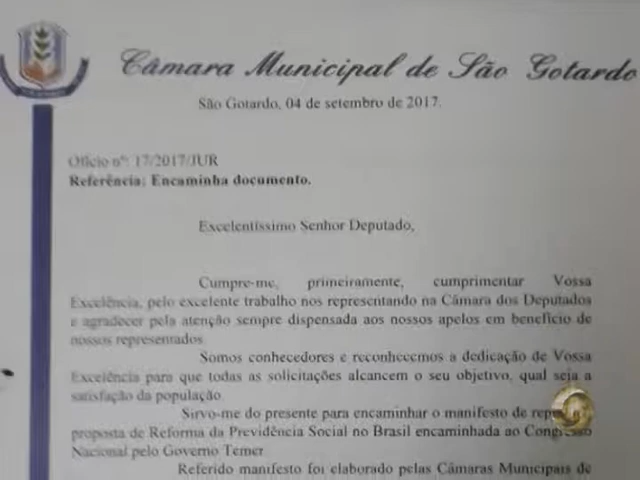 Câmara Municipal de São Gotardo
São Gotardo, 04 de setembro de 2017.
Ofício nº: 17/2017/JUR
Referência: Encaminha documento.
Excelentíssimo Senhor Deputado,
Cumpre-me, primeiramente, cumprimentar Vossa
Excelência, pelo excelente trabalho nos representando na Câmara dos Deputados
e agradecer pela atenção sempre dispensada aos nossos apelos em benefício de
nossos representados
Somos conhecedores e reconhecemos a dedicação de Vossa
Excelência para que todas as solicitações alcancem o seu objetivo, qual seja a
satisfação da população
Sirvo-me do presente para encaminhar o manifesto de
proposta de Reforma da Previdência Social no Brasil encaminhada ao Congresso
Nacional pelo Governo Temer
Referido manifesto foi elaborado pelas Câmaras Municipais de